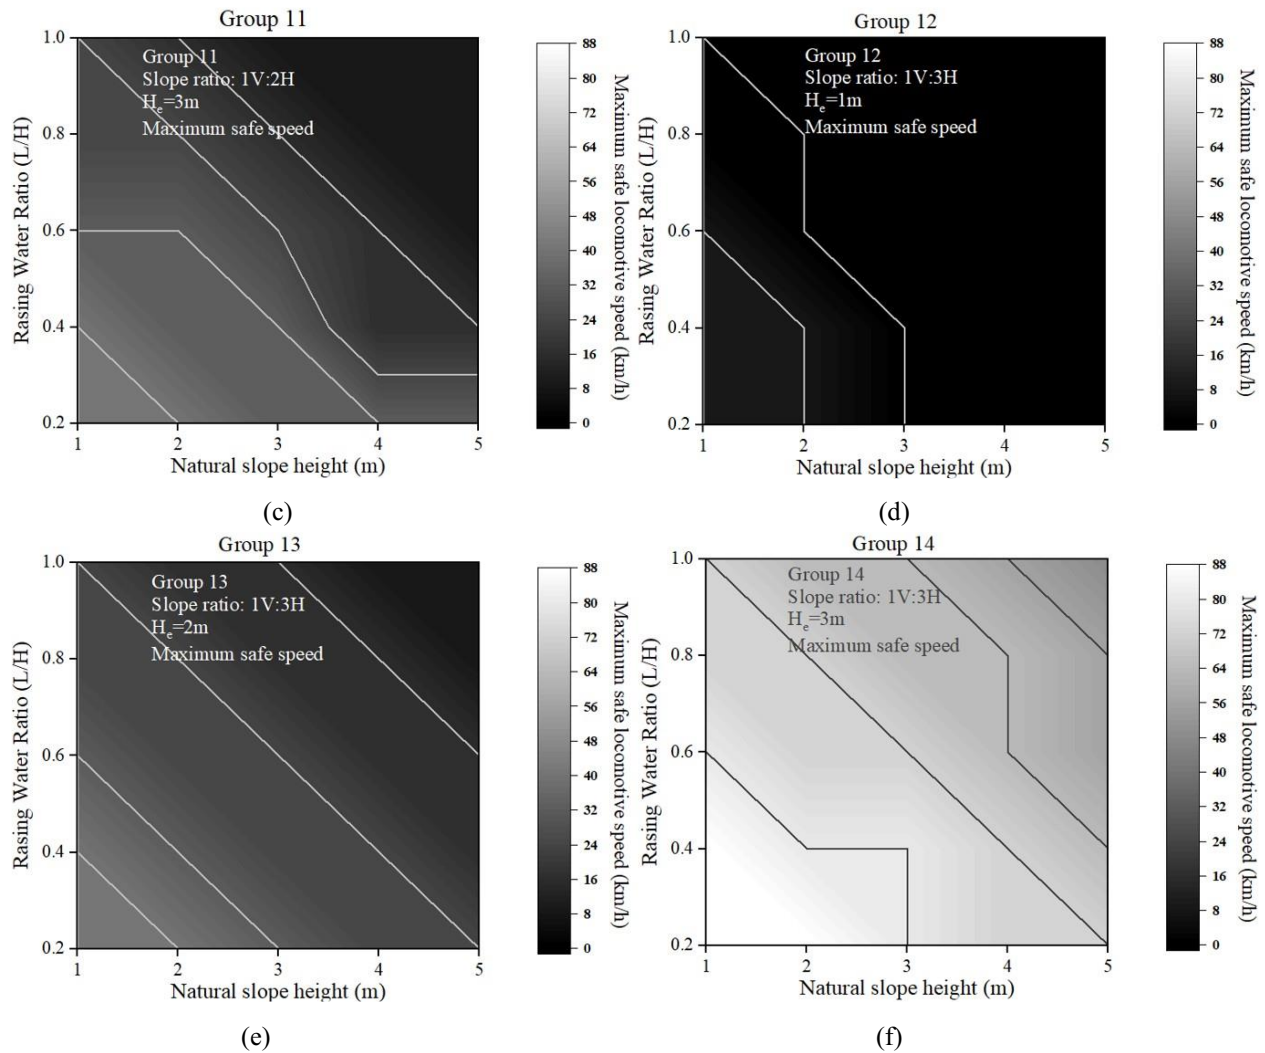 Group 11
Group 11
Slope ratio: 1V:2H
He=3m
Maximum safe speed
Rasing Water Ratio (L/H)
1.0
0.8
0.6
0.4
0.2
1 2 3 4 5
Natural slope height (m)
88
80
72
64
56
48
40
32
24
16
8
0
Maximum safe locomotive speed (km/h)
(c)
Group 12
Group 12
Slope ratio: 1V:3H
He=1m
Maximum safe speed
Rasing Water Ratio (L/H)
1.0
0.8
0.6
0.4
0.2
1 2 3 4 5
Natural slope height (m)
88
80
72
64
56
48
40
32
24
16
8
0
Maximum safe locomotive speed (km/h)
(d)
Group 13
Group 13
Slope ratio: 1V:3H
He=2m
Maximum safe speed
Rasing Water Ratio (L/H)
1.0
0.8
0.6
0.4
0.2
1 2 3 4 5
Natural slope height (m)
88
80
72
64
56
48
40
32
24
16
8
0
Maximum safe locomotive speed (km/h)
(e)
Group 14
Group 14
Slope ratio: 1V:3H
He=3m
Maximum safe speed
Rasing Water Ratio (L/H)
1.0
0.8
0.6
0.4
0.2
1 2 3 4 5
Natural slope height (m)
88
80
72
64
56
48
40
32
24
16
8
0
Maximum safe locomotive speed (km/h)
(f)